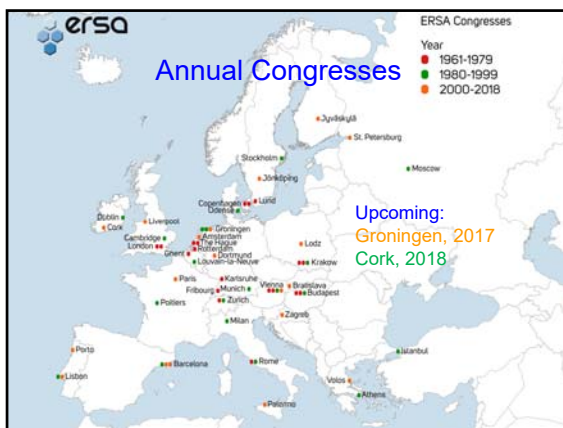 ersa
Annual Congresses
ERSA Congresses
Year
1961-1979
1980-1999
2000-2018
Jyväskylä
St. Petersburg
Stockholm
Moscow
Jönköping
Copenhagen
Lund
Odense
Dublin
Liverpool
Cork
Cambridge
London
Groningen
Amsterdam
The Hague
Rotterdam
Ghent
Dortmund
Louvain-la-Neuve
Upcoming:
Groningen, 2017
Cork, 2018
Lodz
Krakow
Paris
Karlsruhe
Fribourg
Munich
Vienna
Bratislava
Budapest
Poitiers
Zurich
Milan
Zagreb
Porto
Lisbon
Barcelona
Rome
Istanbul
Volos
Athens
Palermo